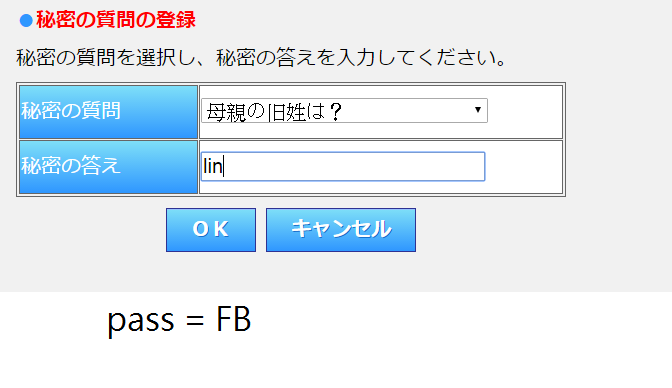 ●秘密の質問の登録
秘密の質問を選択し、秘密の答えを入力してください。
秘密の質問 母親の旧姓は？
秘密の答え lin
ＯＫ キャンセル
pass = FB